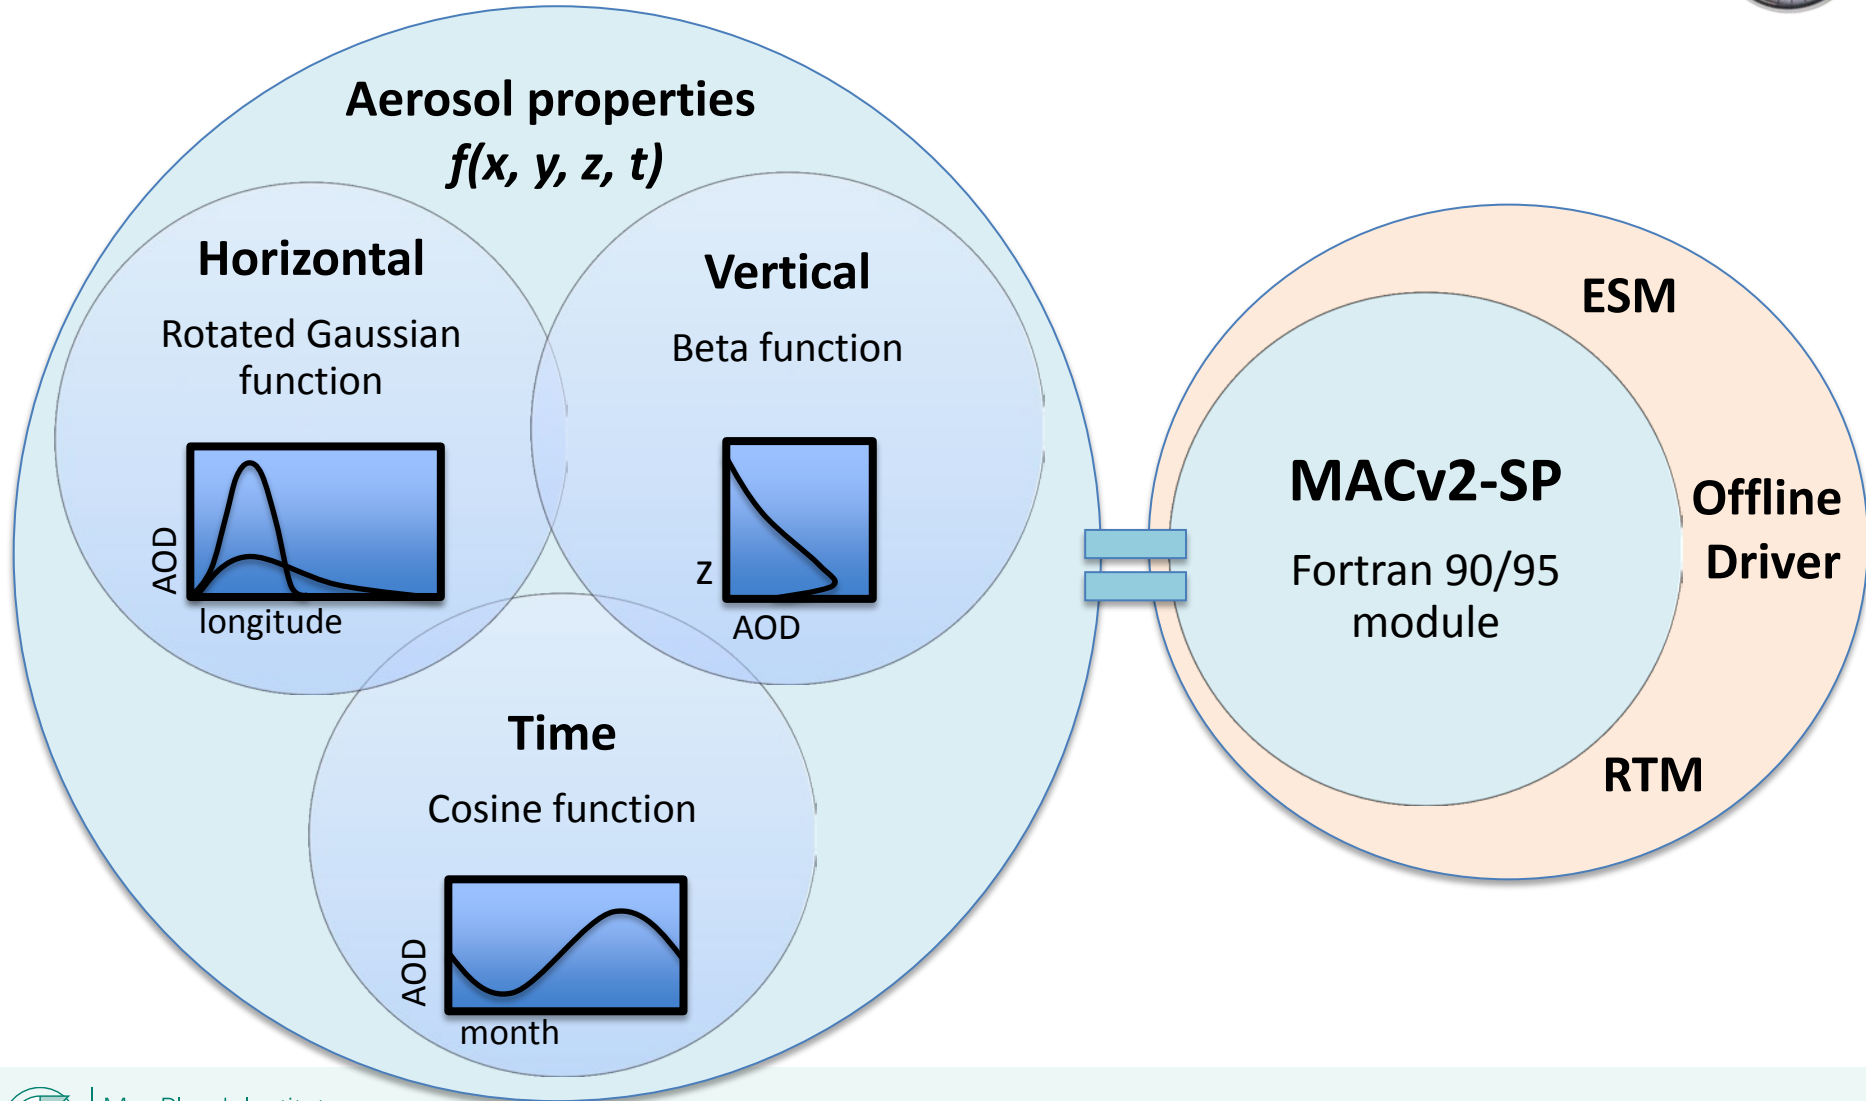 Aerosol properties
f(x, y, z, t)
Horizontal
Rotated Gaussian
function
AOD
longitude
Vertical
Beta function
z
AOD
Time
Cosine function
AOD
month
MACv2-SP
Fortran 90/95
module
ESM
Offline
Driver
RTM